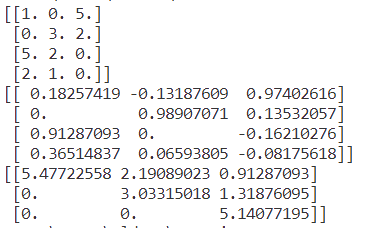 [[1. 0. 5.]
[0. 3. 2.]
[5. 2. 0.]
[2. 1. 0.]]
[[ 0.18257419 -0.13187609 0.97402616]
[ 0. 0.98907071 0.13532057]
[ 0.91287093 0. -0.16210276]
[ 0.36514837 0.06593805 -0.08175618]]
[[5.47722558 2.19089023 0.91287093]
[0. 3.03315018 1.31876095]
[0. 0. 5.14077195]]